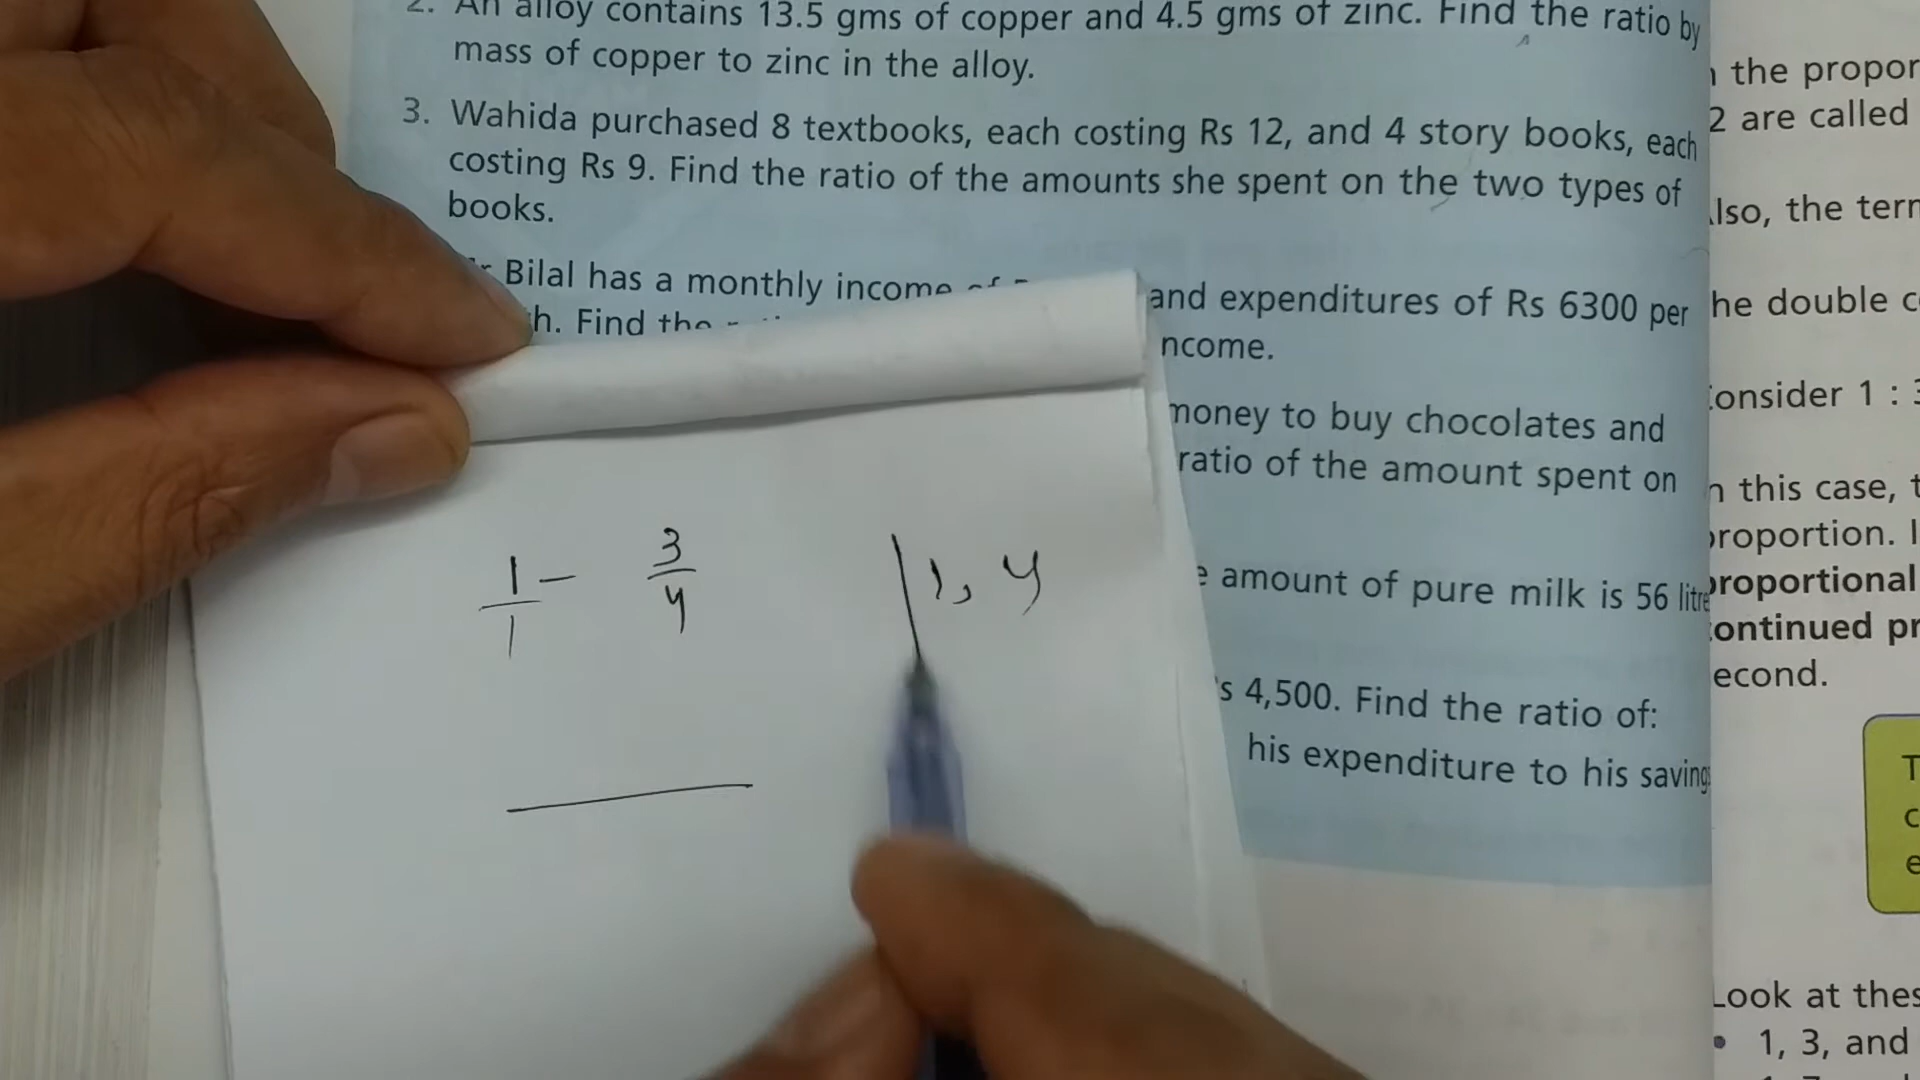 2. An alloy contains 13.5 gms of copper and 4.5 gms of zinc. Find the ratio by
mass of copper to zinc in the alloy.
3. Wahida purchased 8 textbooks, each costing Rs 12, and 4 story books, each
costing Rs 9. Find the ratio of the amounts she spent on the two types of
books.
Bilal has a monthly income of and expenditures of Rs 6300 per
h. Find the ncome.
money to buy chocolates and
ratio of the amount spent on
amount of pure milk is 56 litre
s 4,500. Find the ratio of:
his expenditure to his saving
1/1 - 3/4
1, 4
the propor
2 are called
lso, the term
he double c
onsider 1 : 3
this case, t
proportion. I
proportional
ontinued pr
econd.
T
c
e
Look at thes
• 1, 3, and